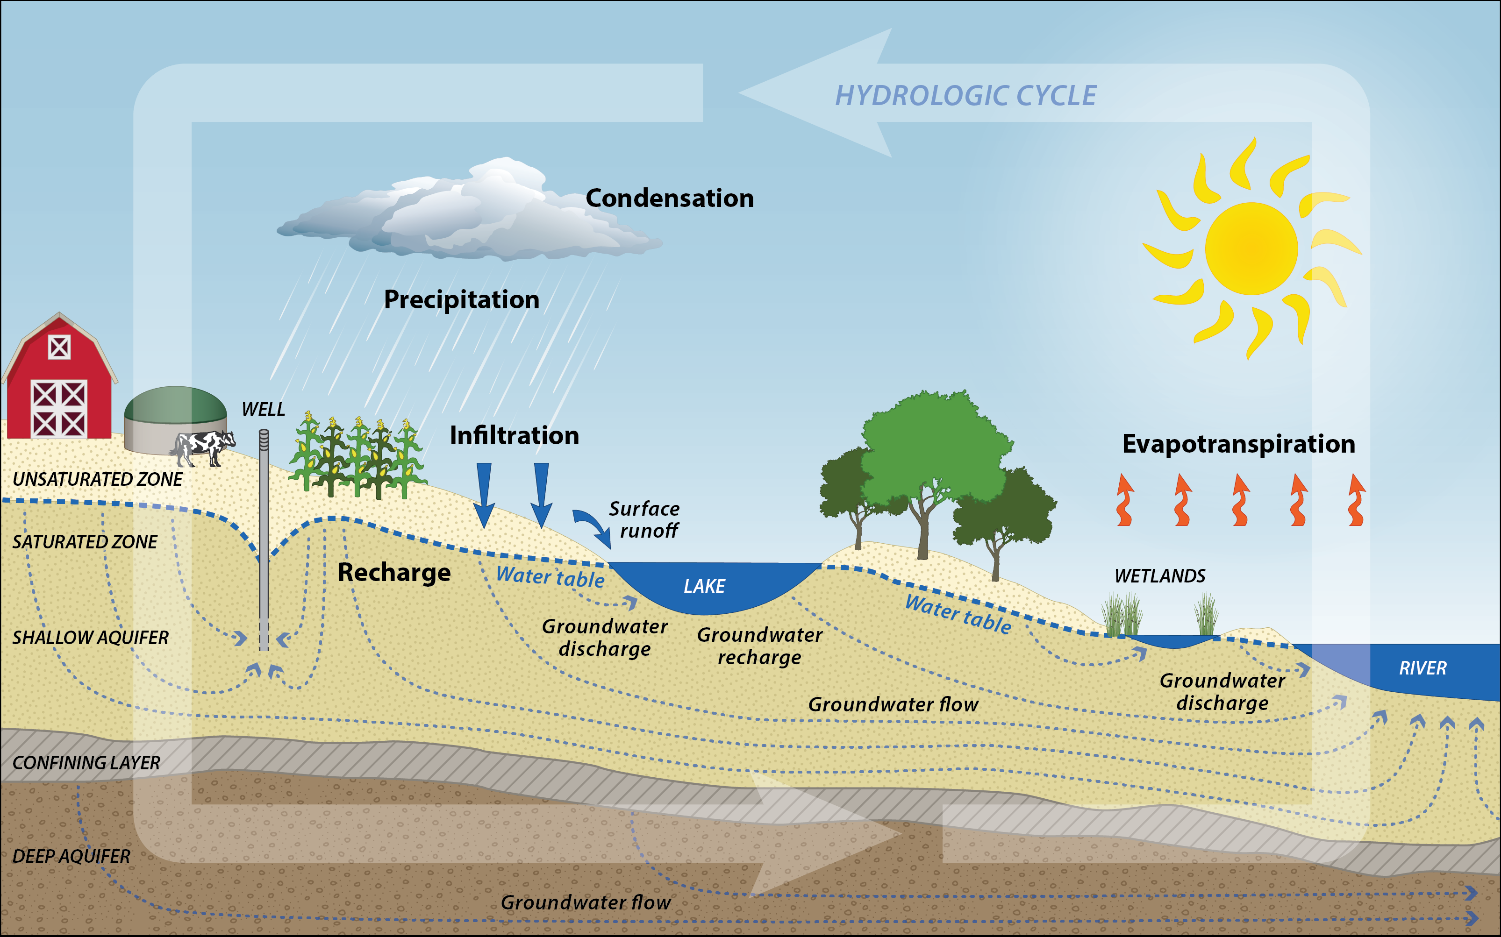 HYDROLOGIC CYCLE
Condensation
Precipitation
WELL
Infiltration
Evapotranspiration
UNSATURATED ZONE
Surface
runoff
SATURATED ZONE
Recharge
Water table
LAKE
WETLANDS
Water table
SHALLOW AQUIFER
Groundwater
discharge
Groundwater
recharge
RIVER
Groundwater
discharge
Groundwater flow
CONFINING LAYER
DEEP AQUIFER
Groundwater flow